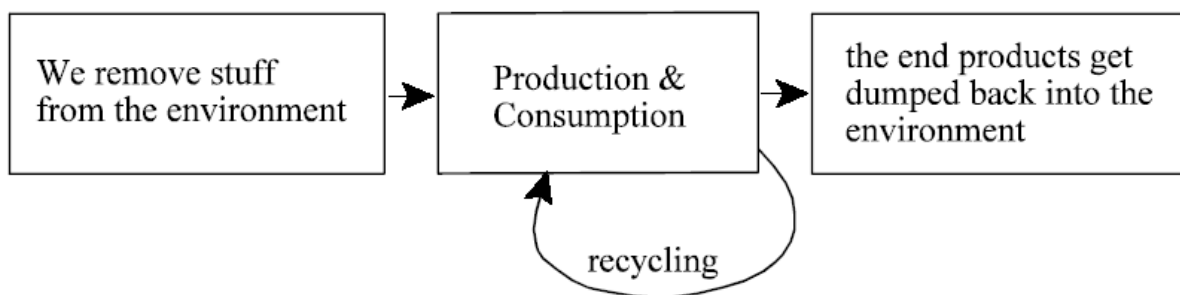 We remove stuff
from the environment
Production &
Consumption
the end products get
dumped back into the
environment
recycling